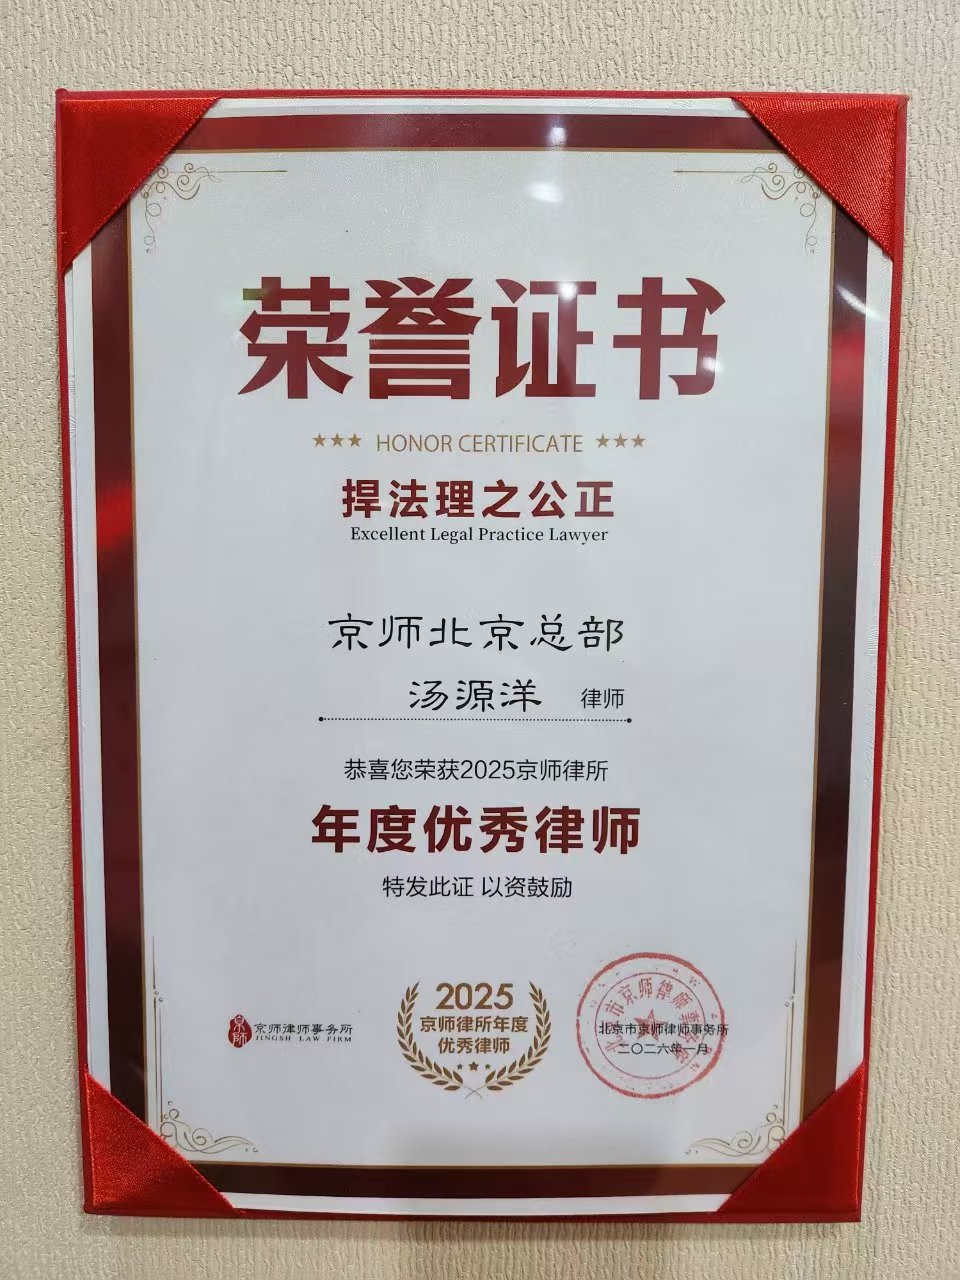 荣誉证书
★★★ HONOR CERTIFICATE ★★★
捍法理之公正
Excellent Legal Practice Lawyer
京师北京总部
汤源洋 律师
恭喜您荣获2025京师律所
年度优秀律师
特发此证 以资鼓励
京师
京师律师事务所
JINGSH LAW FIRM
2025
京师律所年度
优秀律师
北京市京师律师事务所
二〇二六年一月